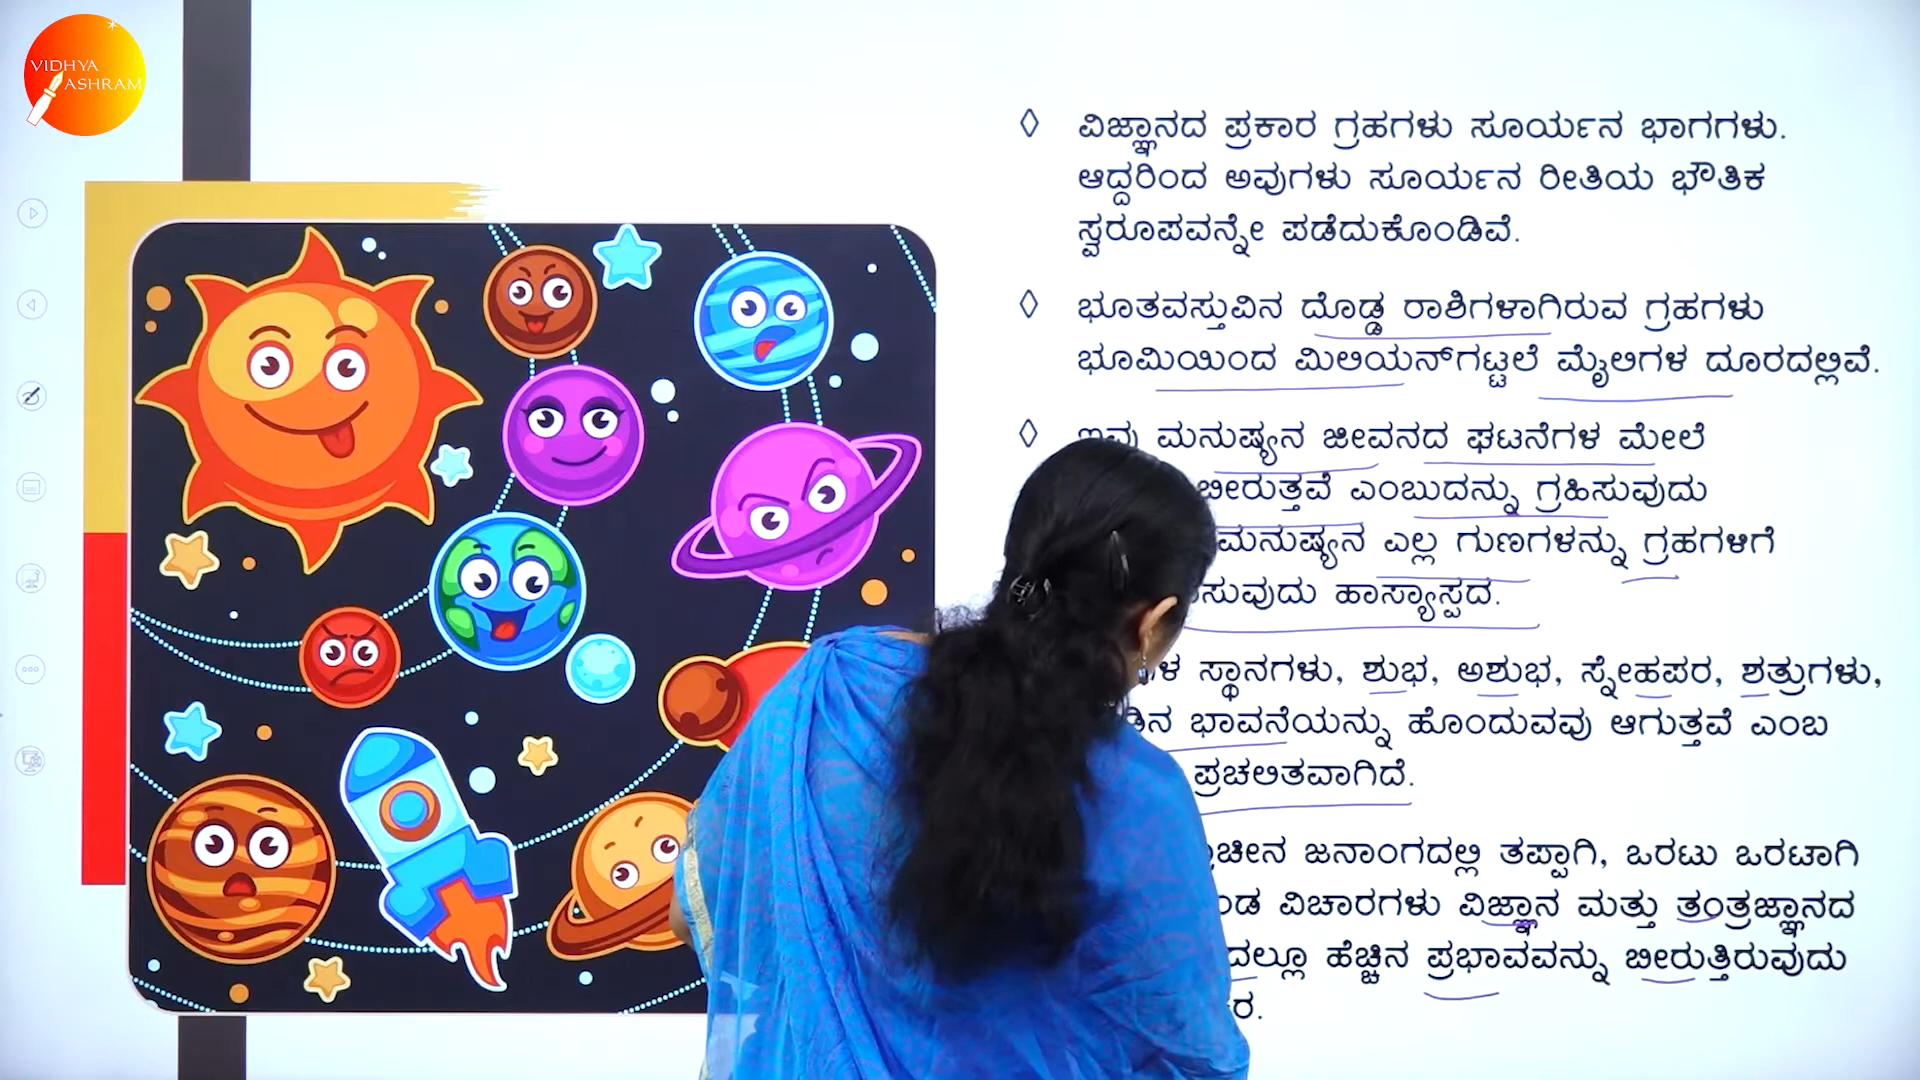 VIDHYA
ASHRAM
◊ ವಿಜ್ಞಾನದ ಪ್ರಕಾರ ಗ್ರಹಗಳು ಸೂರ್ಯನ ಭಾಗಗಳು.
ಆದ್ದರಿಂದ ಅವುಗಳು ಸೂರ್ಯನ ರೀತಿಯ ಭೌತಿಕ
ಸ್ವರೂಪವನ್ನೇ ಪಡೆದುಕೊಂಡಿವೆ.
◊ ಭೂತವಸ್ತುವಿನ ದೊಡ್ಡ ರಾಶಿಗಳಾಗಿರುವ ಗ್ರಹಗಳು
ಭೂಮಿಯಿಂದ ಮಿಲಿಯನ್‌ಗಟ್ಟಲೆ ಮೈಲಿಗಳ ದೂರದಲ್ಲಿವೆ.
◊ ಮನುಷ್ಯನ ಜೀವನದ ಘಟನೆಗಳ ಮೇಲೆ
ಬೀರುತ್ತವೆ ಎಂಬುದನ್ನು ಗ್ರಹಿಸುವುದು
ಮನುಷ್ಯನ ಎಲ್ಲ ಗುಣಗಳನ್ನು ಗ್ರಹಗಳಿಗೆ
ಹಾಸ್ಯಾಸ್ಪದ.
ಸ್ಥಾನಗಳು, ಶುಭ, ಅಶುಭ, ಸ್ನೇಹಪರ, ಶತ್ರುಗಳು,
ಭಾವನೆಯನ್ನು ಹೊಂದುವವು ಆಗುತ್ತವೆ ಎಂಬ
ಪ್ರಚಲಿತವಾಗಿದೆ.
ಜನಾಂಗದಲ್ಲಿ ತಪ್ಪಾಗಿ, ಒರಟು ಒರಟಾಗಿ
ವಿಚಾರಗಳು ವಿಜ್ಞಾನ ಮತ್ತು ತಂತ್ರಜ್ಞಾನದ
ಹೆಚ್ಚಿನ ಪ್ರಭಾವವನ್ನು ಬೀರುತ್ತಿರುವುದು